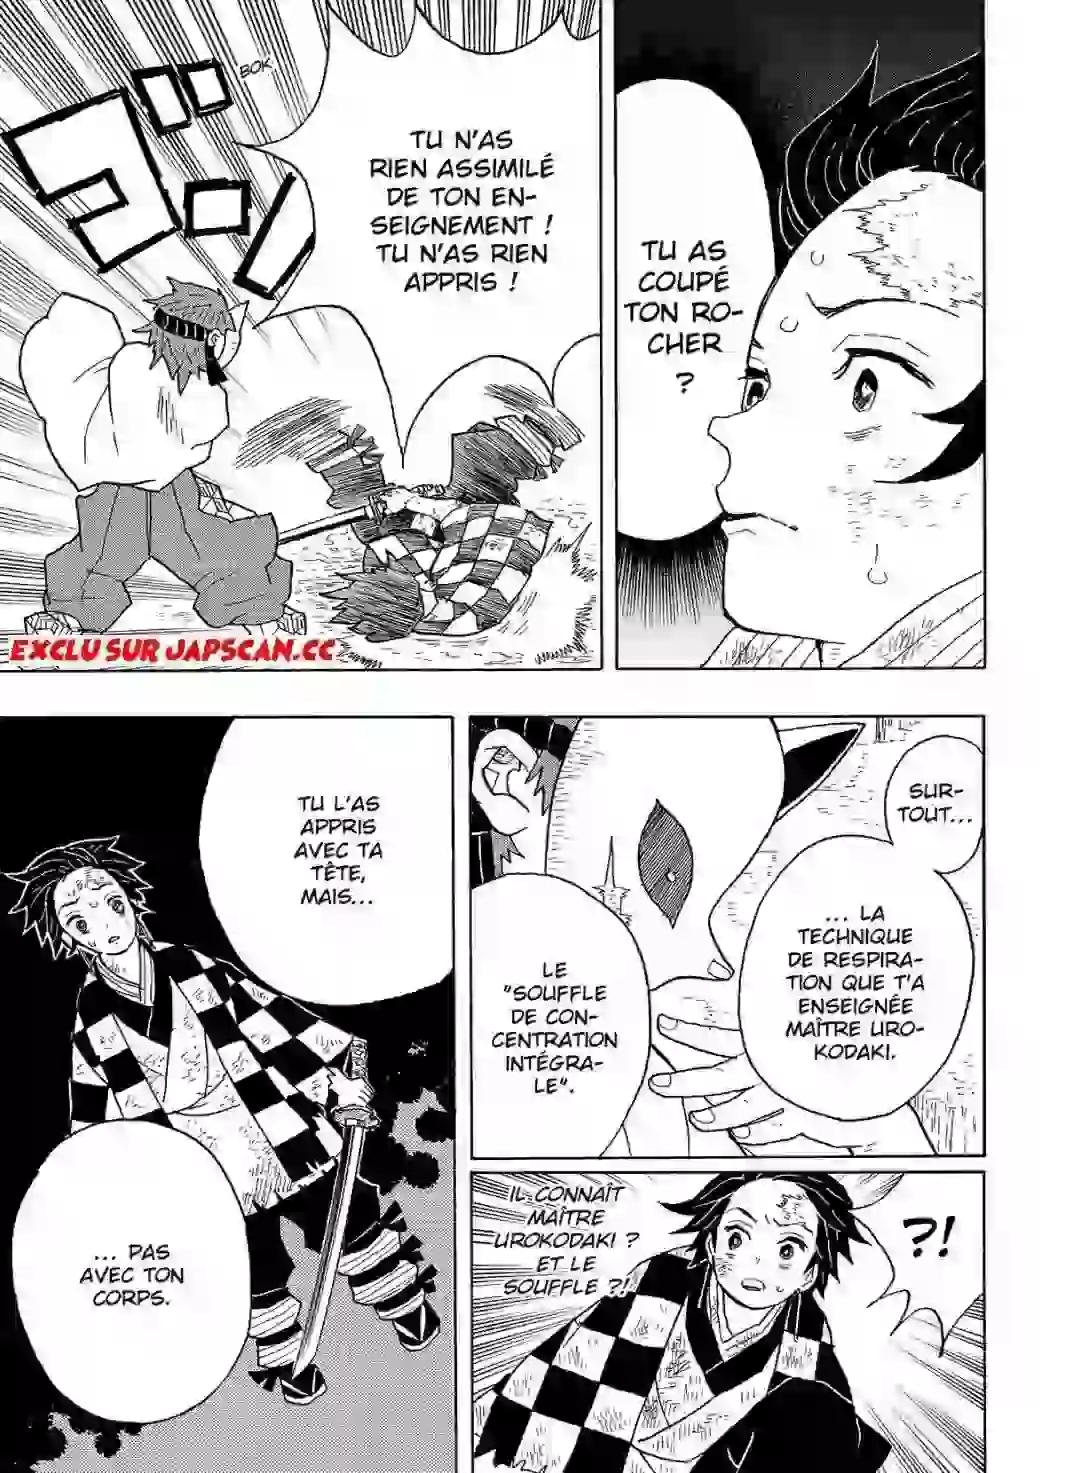 TU AS
COUPÉ
TON RO-
CHER
?
TU N'AS
RIEN ASSIMILÉ
DE TON EN-
SEIGNEMENT !
TU N'AS RIEN
APPRIS !
BOK
ゴン
EXCLU SUR JAPSCAN.CC
SUR-
TOUT...
... LA
TECHNIQUE
DE RESPIRA-
TION QUE T'A
ENSEIGNÉE
MAÎTRE URO-
KODAKI.
LE
"SOUFFLE
DE CON-
CENTRATION
INTÉGRA-
LE".
?!
IL CONNAÎT
MAÎTRE
UROKODAKI ?
ET LE
SOUFFLE ?!
TU L'AS
APPRIS
AVEC TA
TÊTE,
MAIS...
... PAS
AVEC TON
CORPS.